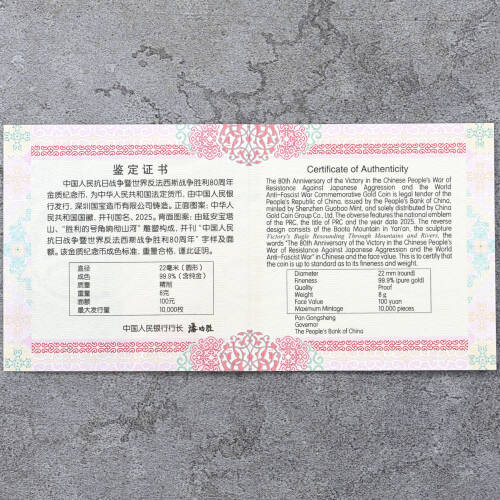 鉴定证书
中国人民抗日战争暨世界反法西斯战争胜利80周年
金质纪念币，为中华人民共和国法定货币，由中国人民银
行发行，深圳国宝造币有限公司铸造。正面图案：中华人
民共和国国徽，并刊国名、2025。背面图案：由延安宝塔
山、“胜利的号角响彻山河”雕塑构成，并刊“中国人民
抗日战争暨世界反法西斯战争胜利80周年”字样及面
额。该金质纪念币成色标准，重量合格，谨此证明。
直径 22毫米（圆形）
成色 99.9%（含纯金）
质量 精制
重量 8克
面额 100元
最大发行量 10,000枚
中国人民银行行长 潘功胜
Certificate of Authenticity
The 80th Anniversary of the Victory in the Chinese People's War of
Resistance Against Japanese Aggression and the World
Anti-Fascist War Commemorative Gold Coin is legal tender of the
People's Republic of China, issued by the People's Bank of China,
minted by Shenzhen Guobao Mint, and solely distributed by China
Gold Coin Group Co., Ltd. The obverse features the national emblem
of the PRC, the title of the PRC and the year date 2025. The reverse
design consists of the Baota Mountain in Yan'an, the sculpture
Victory's Bugle Resounding Through Mountains and Rivers, the
words "The 80th Anniversary of the Victory in the Chinese People's
War of Resistance Against Japanese Aggression and the World
Anti-Fascist War" in Chinese and the face value. This is to certify that
the coin is up to standard as to its fineness and weight.
Diameter 22 mm (round)
Fineness 99.9% (pure gold)
Quality Proof
Weight 8 g
Face Value 100 yuan
Maximum Mintage 10,000 pieces
Pan Gongsheng
Governor
The People's Bank of China